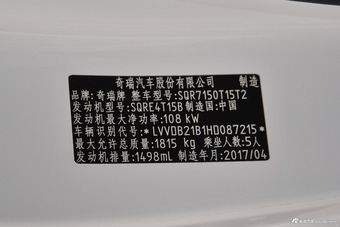 奇瑞汽车股份有限公司 制造
品牌:奇瑞牌 整车型号:SQR7150T15T2
发动机型号:SQRE4T15B 制造国:中国
发动机最大净功率:108 kW
车辆识别代号:*LVVDB21B1HD087215*
最大允许总质量:1815 kg 乘坐人数:5人
发动机排量:1498mL 制造年月:2017/04